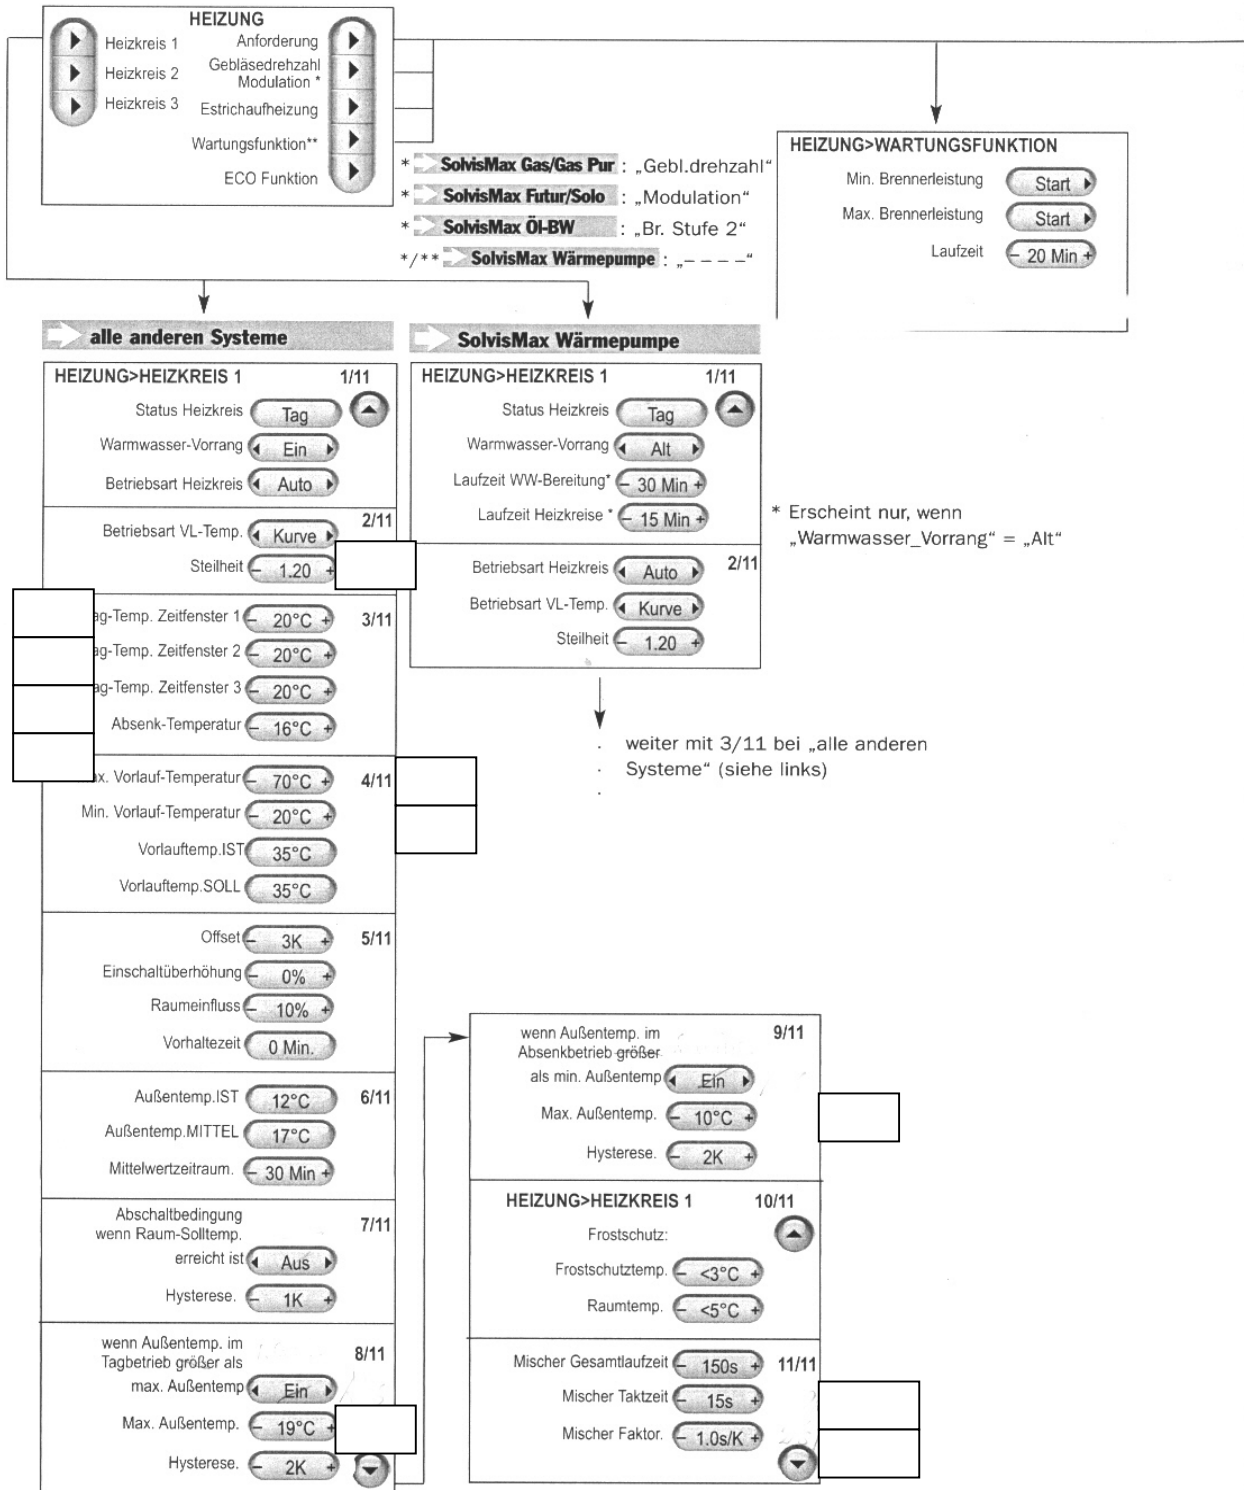 HEIZUNG
Heizkreis 1
Heizkreis 2
Heizkreis 3
Anforderung
Gebläsedrehzahl
Modulation *
Estrichaufheizung
Wartungsfunktion**
ECO Funktion
* SolvisMax Gas/Gas Pur : „Gebl.drehzahl“
* SolvisMax Futur/Solo : „Modulation“
* SolvisMax Öl-BW : „Br. Stufe 2“
*/** SolvisMax Wärmepumpe : „– – – –“
HEIZUNG>WARTUNGSFUNKTION
Min. Brennerleistung Start
Max. Brennerleistung Start
Laufzeit – 20 Min +
alle anderen Systeme
HEIZUNG>HEIZKREIS 1 1/11
Status Heizkreis Tag
Warmwasser-Vorrang Ein
Betriebsart Heizkreis Auto
2/11
Betriebsart VL-Temp. Kurve
Steilheit – 1.20 +
ag-Temp. Zeitfenster 1 – 20°C + 3/11
ag-Temp. Zeitfenster 2 – 20°C +
ag-Temp. Zeitfenster 3 – 20°C +
Absenk-Temperatur – 16°C +
x. Vorlauf-Temperatur – 70°C + 4/11
Min. Vorlauf-Temperatur – 20°C +
Vorlauftemp.IST 35°C
Vorlauftemp.SOLL 35°C
Offset – 3K + 5/11
Einschaltüberhöhung – 0% +
Raumeinfluss – 10% +
Vorhaltezeit 0 Min.
Außentemp.IST 12°C 6/11
Außentemp.MITTEL 17°C
Mittelwertzeitraum. – 30 Min +
Abschaltbedingung
wenn Raum-Solltemp. 7/11
erreicht ist Aus
Hysterese. – 1K +
wenn Außentemp. im
Tagbetrieb größer als 8/11
max. Außentemp Ein
Max. Außentemp. – 19°C +
Hysterese. – 2K +
SolvisMax Wärmepumpe
HEIZUNG>HEIZKREIS 1 1/11
Status Heizkreis Tag
Warmwasser-Vorrang Alt
Laufzeit WW-Bereitung* – 30 Min +
Laufzeit Heizkreise * – 15 Min +
Betriebsart Heizkreis Auto 2/11
Betriebsart VL-Temp. Kurve
Steilheit – 1.20 +
* Erscheint nur, wenn
„Warmwasser_Vorrang“ = „Alt“
. weiter mit 3/11 bei „alle anderen
. Systeme“ (siehe links)
.
wenn Außentemp. im 9/11
Absenkbetrieb größer
als min. Außentemp Ein
Max. Außentemp. – 10°C +
Hysterese. – 2K +
HEIZUNG>HEIZKREIS 1 10/11
Frostschutz:
Frostschutztemp. – <3°C +
Raumtemp. – <5°C +
Mischer Gesamtlaufzeit – 150s + 11/11
Mischer Taktzeit – 15s +
Mischer Faktor. – 1.0s/K +